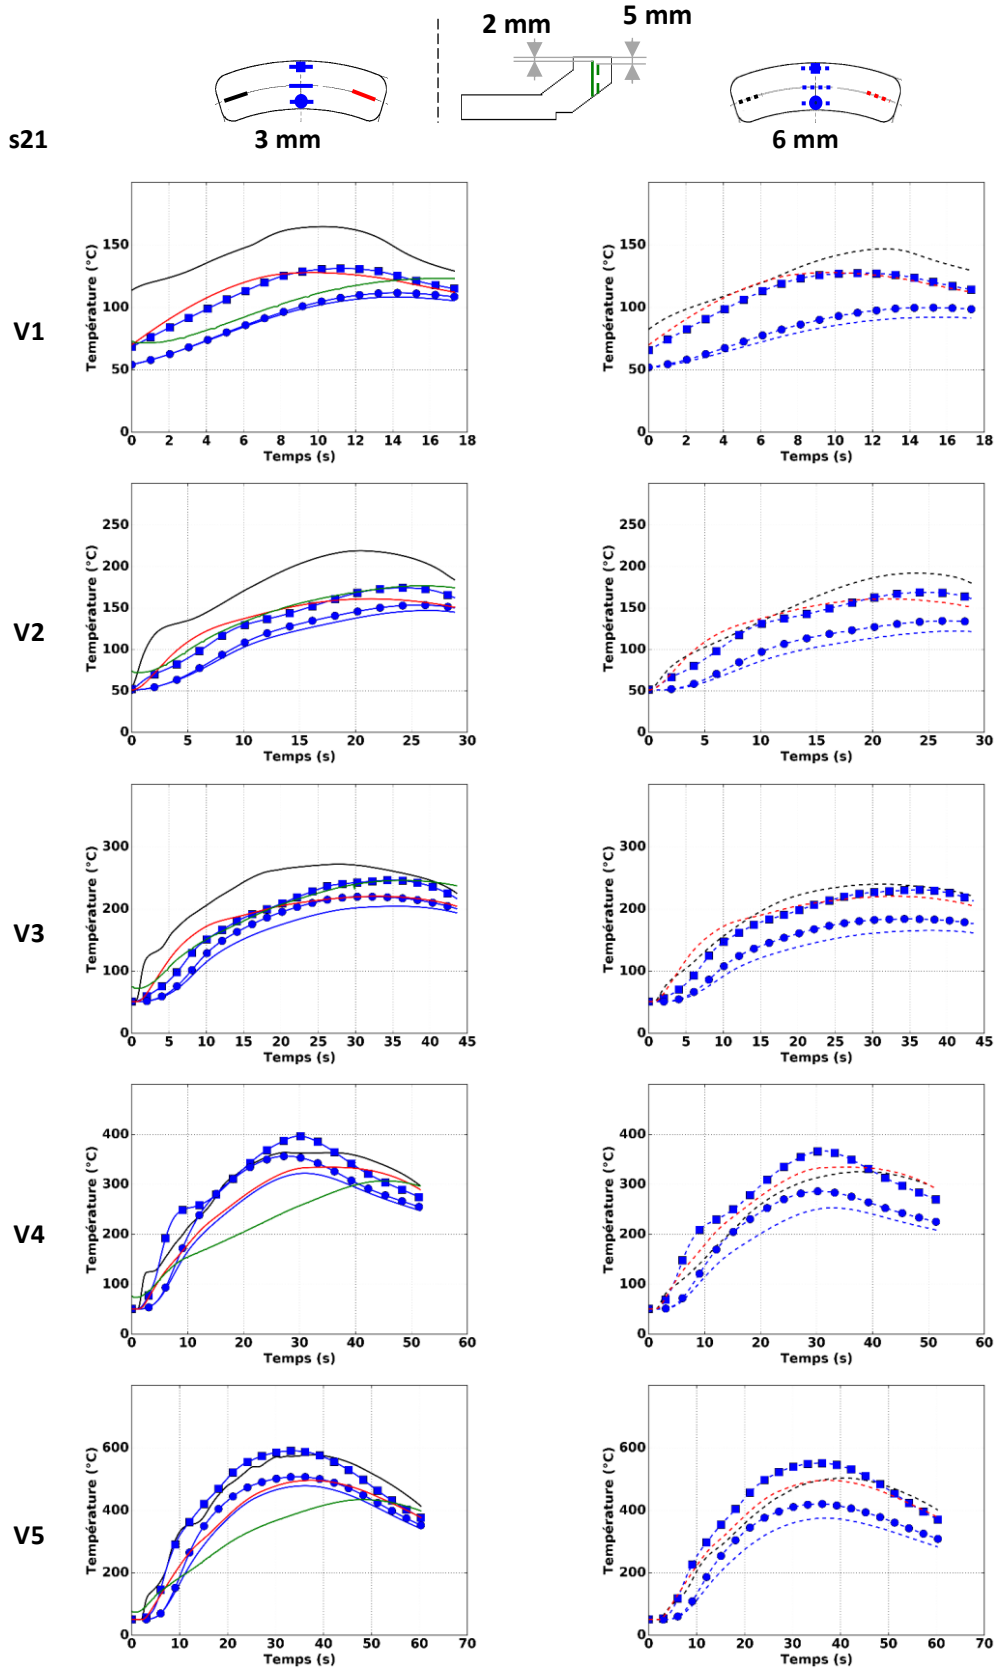 2 mm 5 mm
s21 3 mm 6 mm
V1
Température (°C)
150
100
50
0
0 2 4 6 8 10 12 14 16 18
Temps (s)
Température (°C)
150
100
50
0
0 2 4 6 8 10 12 14 16 18
Temps (s)
V2
Température (°C)
250
200
150
100
50
0
0 5 10 15 20 25 30
Temps (s)
Température (°C)
250
200
150
100
50
0
0 5 10 15 20 25 30
Temps (s)
V3
Température (°C)
300
200
100
0
0 5 10 15 20 25 30 35 40 45
Temps (s)
Température (°C)
300
200
100
0
0 5 10 15 20 25 30 35 40 45
Temps (s)
V4
Température (°C)
400
300
200
100
0
0 10 20 30 40 50 60
Temps (s)
Température (°C)
400
300
200
100
0
0 10 20 30 40 50 60
Temps (s)
V5
Température (°C)
600
400
200
0
0 10 20 30 40 50 60 70
Temps (s)
Température (°C)
600
400
200
0
0 10 20 30 40 50 60 70
Temps (s)